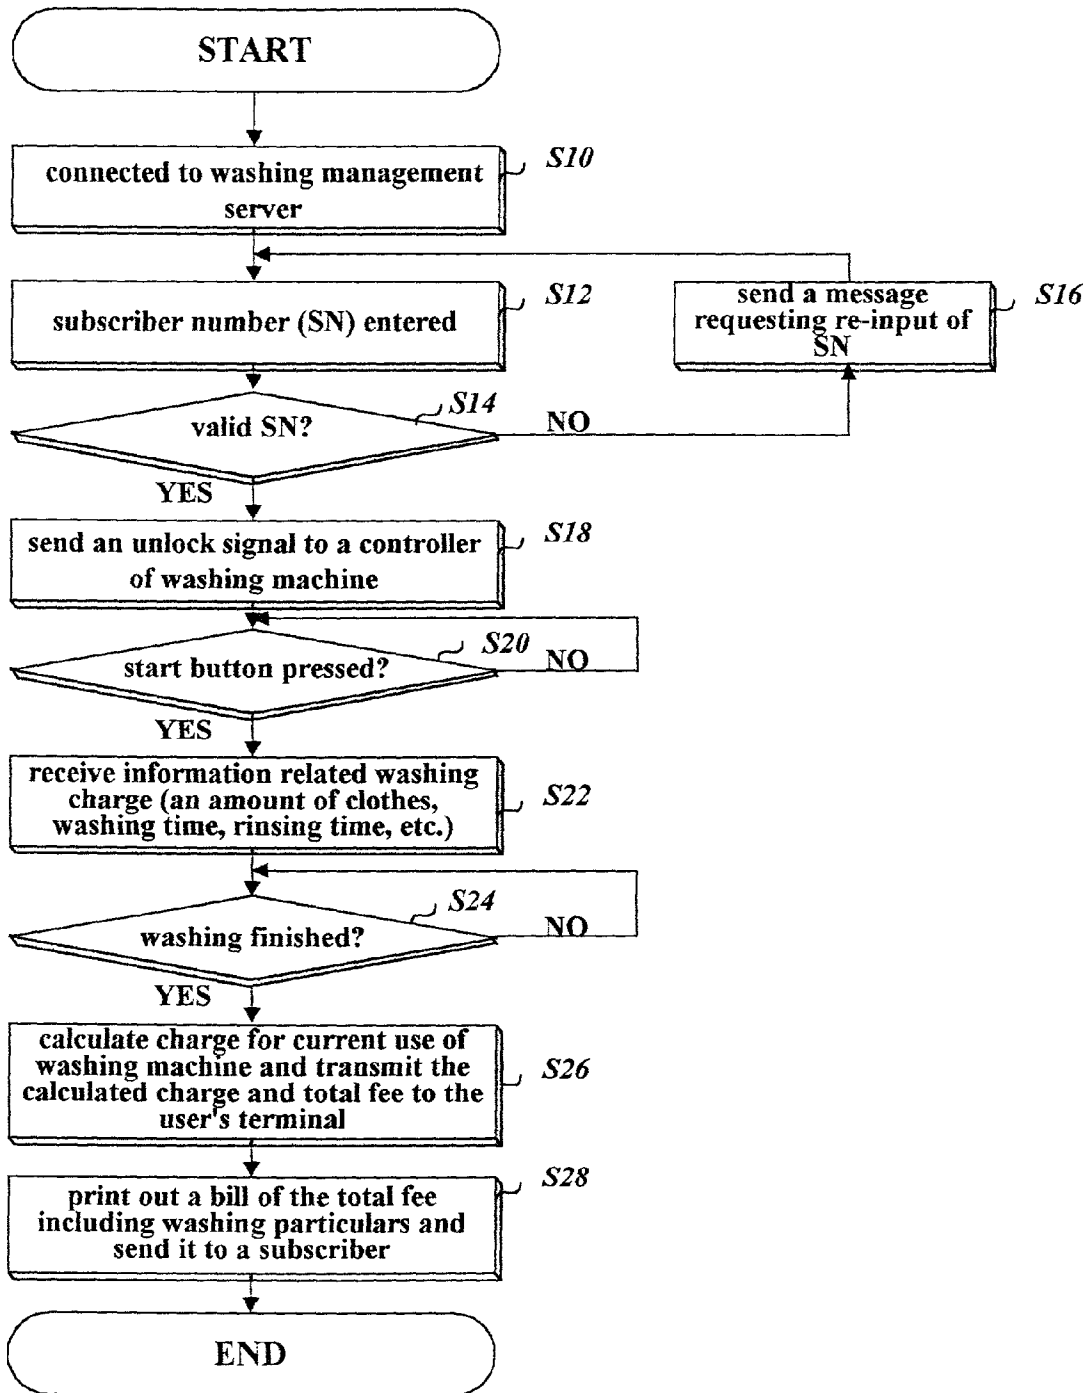 START
connected to washing management
server
S10
subscriber number (SN) entered
S12
send a message
requesting re-input of
SN
S16
valid SN?
S14
NO
YES
send an unlock signal to a controller
of washing machine
S18
start button pressed?
S20
NO
YES
receive information related washing
charge (an amount of clothes,
washing time, rinsing time, etc.)
S22
washing finished?
S24
NO
YES
calculate charge for current use of
washing machine and transmit the
calculated charge and total fee to the
user's terminal
S26
print out a bill of the total fee
including washing particulars and
send it to a subscriber
S28
END